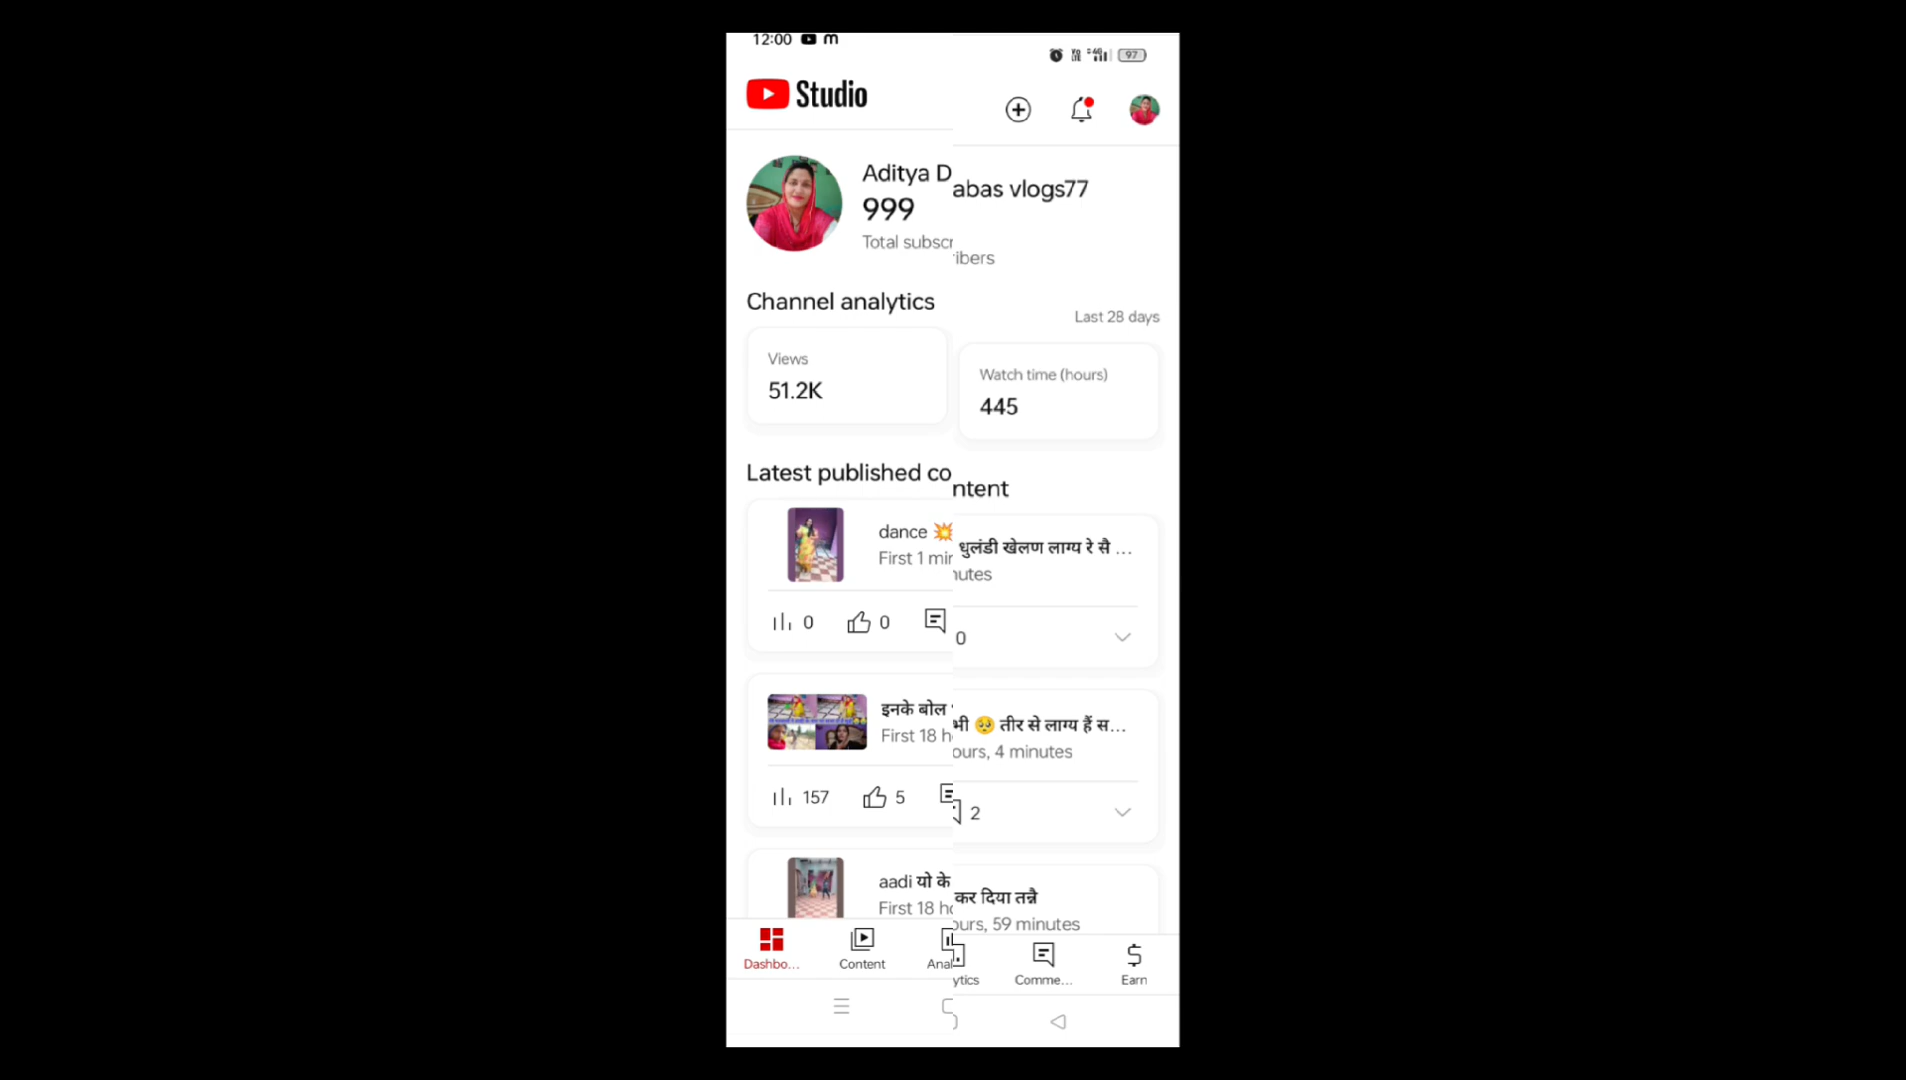 12:00 m
97
Studio
Aditya Dabas vlogs77
999
Total subscribers
Channel analytics
Last 28 days
Views
51.2K
Watch time (hours)
445
Latest published content
dance 💥 धुलंडी खेलण लाग्य रे सै ...
First 1 minutes
0 0 0
इनके बोल भी 🥺 तीर से लाग्य हैं स...
First 18 hours, 4 minutes
157 5 2
aadi यो के कर दिया तन्नै
First 18 hours, 59 minutes
Dashbo... Content Analytics Comme... Earn